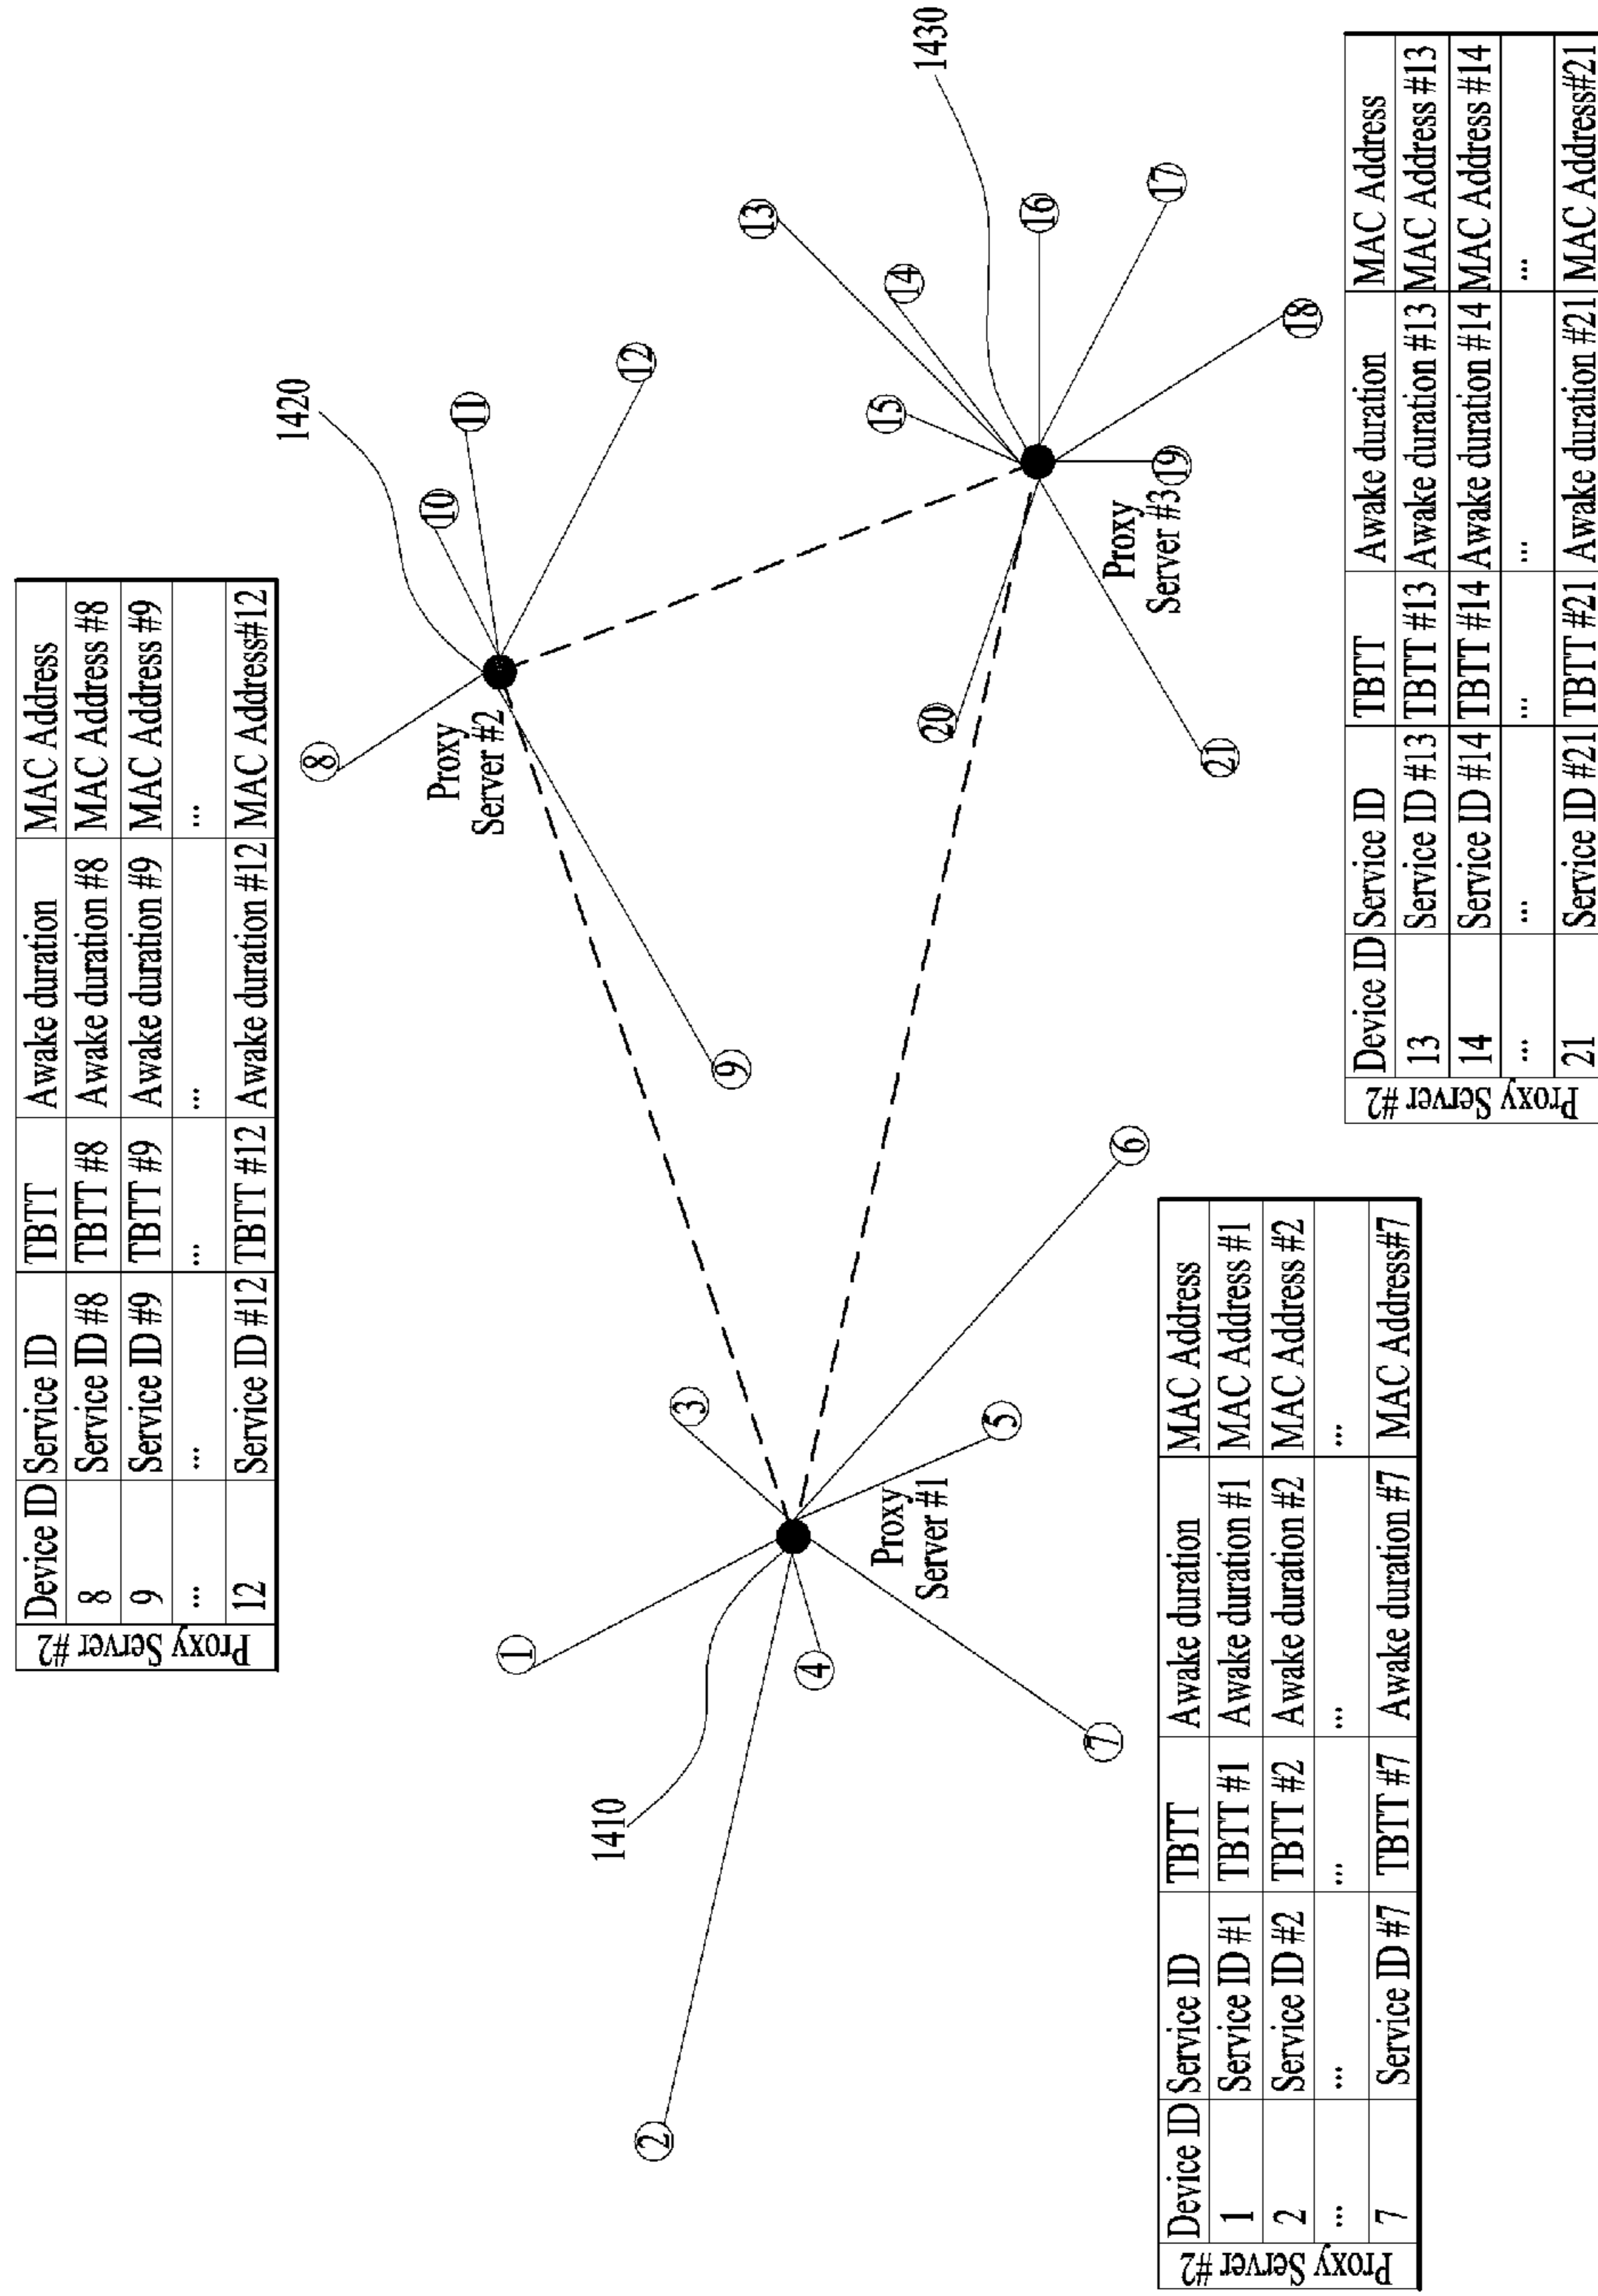 Proxy Server #2
Device ID Service ID TBTT Awake duration MAC Address
8 Service ID #8 TBTT #8 Awake duration #8 MAC Address #8
9 Service ID #9 TBTT #9 Awake duration #9 MAC Address #9
... ... ... ... ...
12 Service ID #12 TBTT #12 Awake duration #12 MAC Address#12
1420
8
10
11
12
9
Proxy
Server #2
1410
1
2
3
4
5
6
7
Proxy
Server #1
1430
13
14
15
16
17
18
19
20
21
Proxy
Server #3
Proxy Server #2
Device ID Service ID TBTT Awake duration MAC Address
1 Service ID #1 TBTT #1 Awake duration #1 MAC Address #1
2 Service ID #2 TBTT #2 Awake duration #2 MAC Address #2
... ... ... ... ...
7 Service ID #7 TBTT #7 Awake duration #7 MAC Address#7
Proxy Server #2
Device ID Service ID TBTT Awake duration MAC Address
13 Service ID #13 TBTT #13 Awake duration #13 MAC Address #13
14 Service ID #14 TBTT #14 Awake duration #14 MAC Address #14
... ... ... ... ...
21 Service ID #21 TBTT #21 Awake duration #21 MAC Address#21